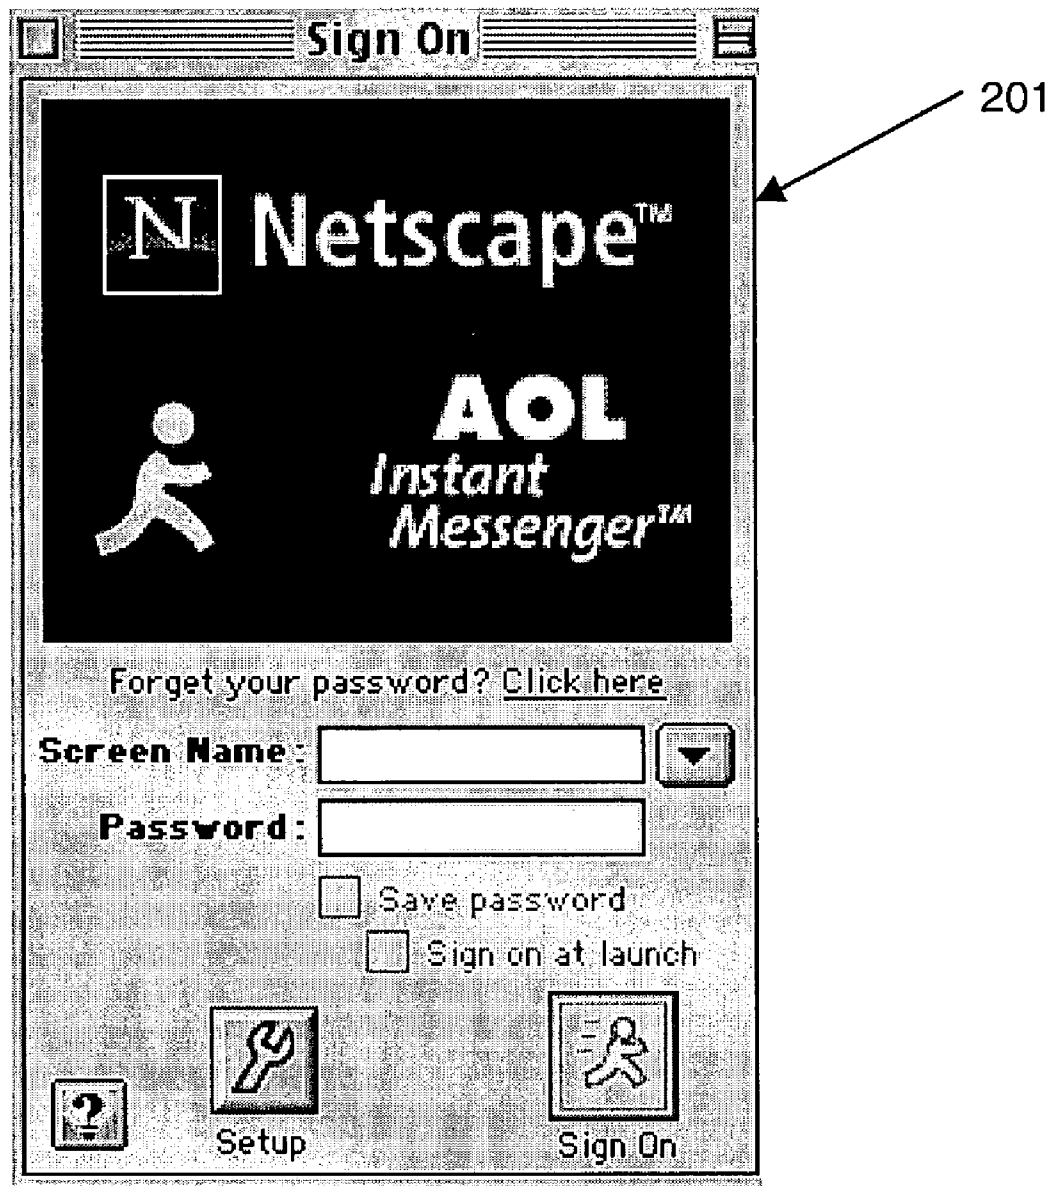 Sign On
201
N Netscape™
AOL
Instant
Messenger™
Forget your password? Click here
Screen Name:
Password:
Save password
Sign on at launch
?
Setup
Sign On